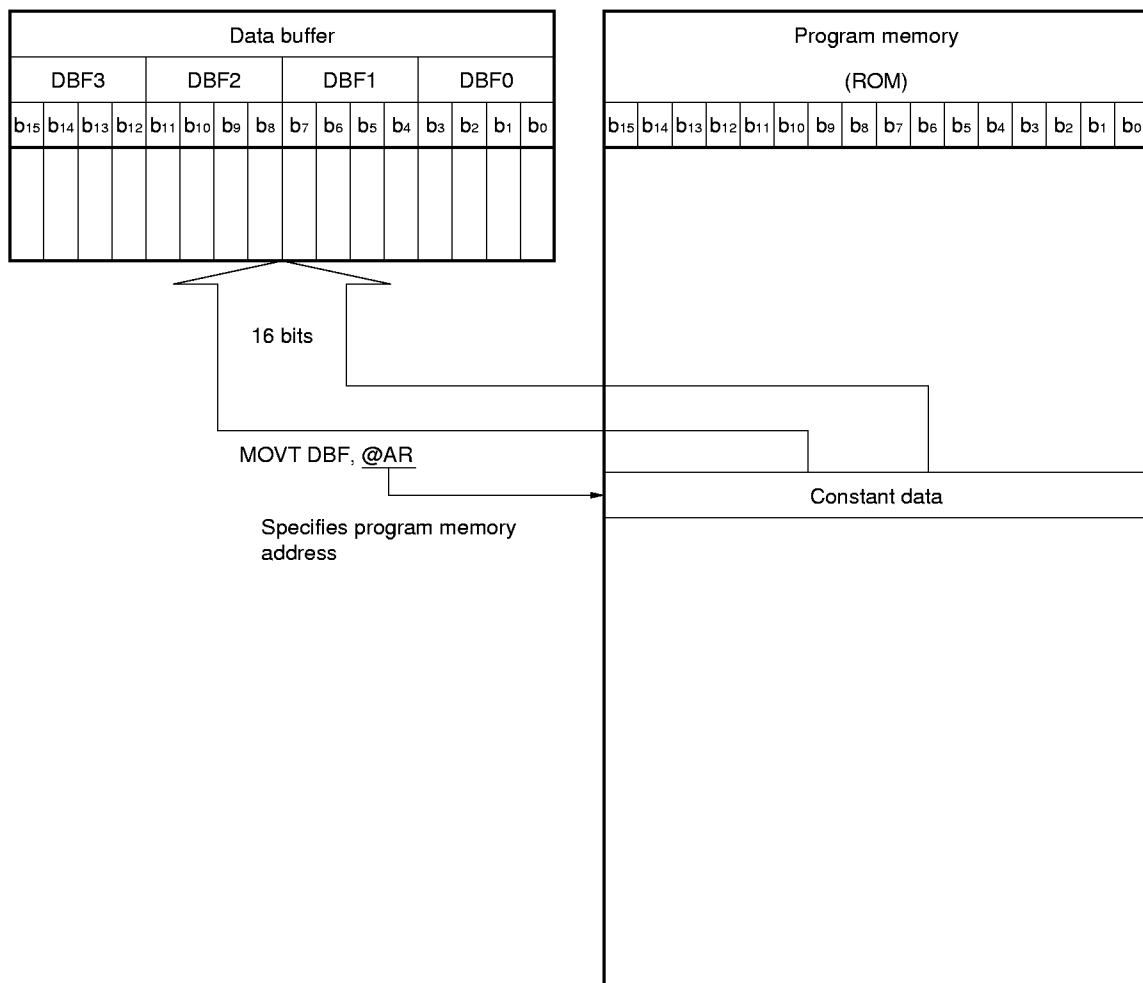 Data buffer
DBF3 DBF2 DBF1 DBF0
b15 b14 b13 b12 b11 b10 b9 b8 b7 b6 b5 b4 b3 b2 b1 b0
Program memory
(ROM)
b15 b14 b13 b12 b11 b10 b9 b8 b7 b6 b5 b4 b3 b2 b1 b0
16 bits
MOVT DBF, @AR
Constant data
Specifies program memory
address